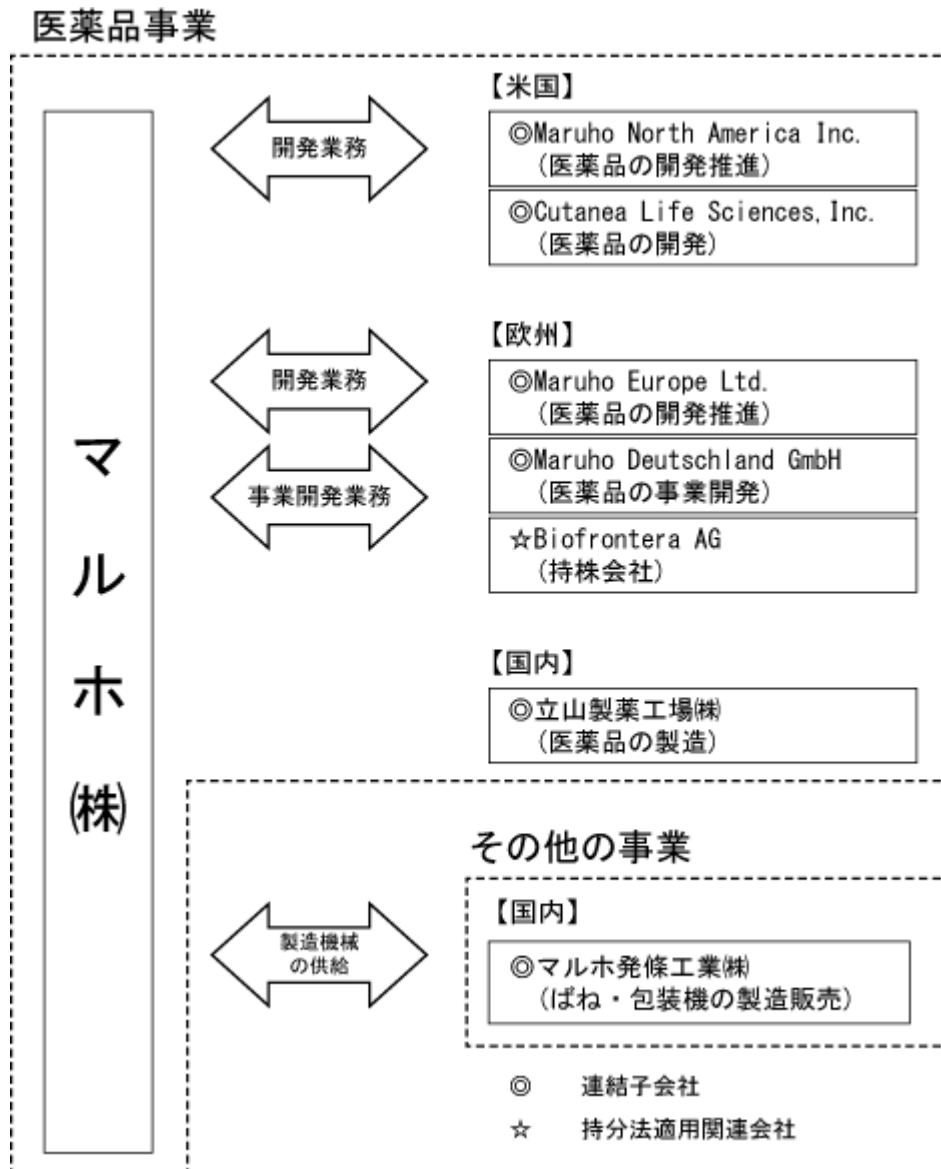 医薬品事業
マルホ㈱
開発業務
【米国】
◎Maruho North America Inc.
(医薬品の開発推進)
◎Cutanea Life Sciences,Inc.
(医薬品の開発)
開発業務
事業開発業務
【欧州】
◎Maruho Europe Ltd.
(医薬品の開発推進)
◎Maruho Deutschland GmbH
(医薬品の事業開発)
☆Biofrontera AG
(持株会社)
【国内】
◎立山製薬工場㈱
(医薬品の製造)
その他の事業
製造機械
の供給
【国内】
◎マルホ発條工業㈱
(ばね・包装機の製造販売)
◎ 連結子会社
☆ 持分法適用関連会社